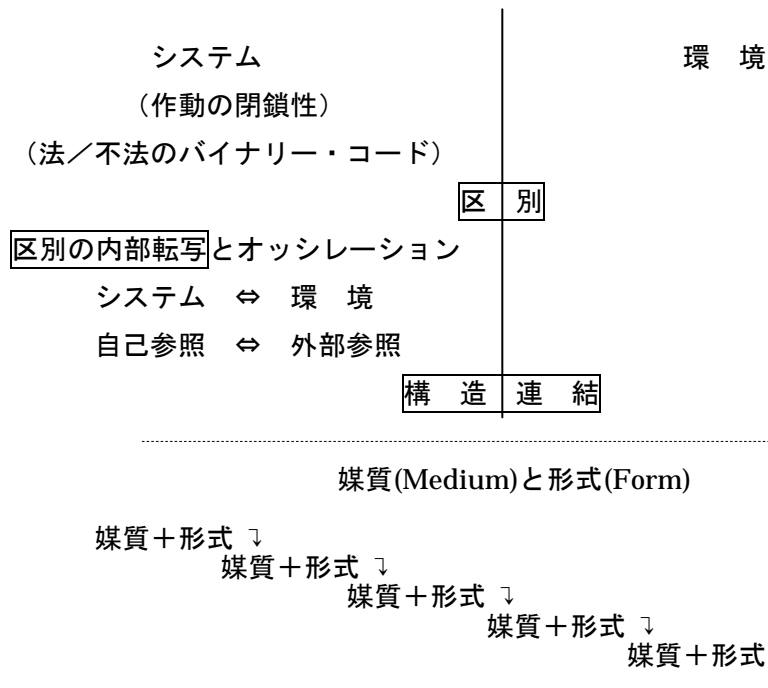 システム　環　境
（作動の閉鎖性）
（法／不法のバイナリー・コード）
区　別
区別の内部転写とオッシレーション
システム　⇔　環　境
自己参照　⇔　外部参照
構　造　連　結
媒質(Medium)と形式(Form)
媒質＋形式
媒質＋形式
媒質＋形式
媒質＋形式
媒質＋形式